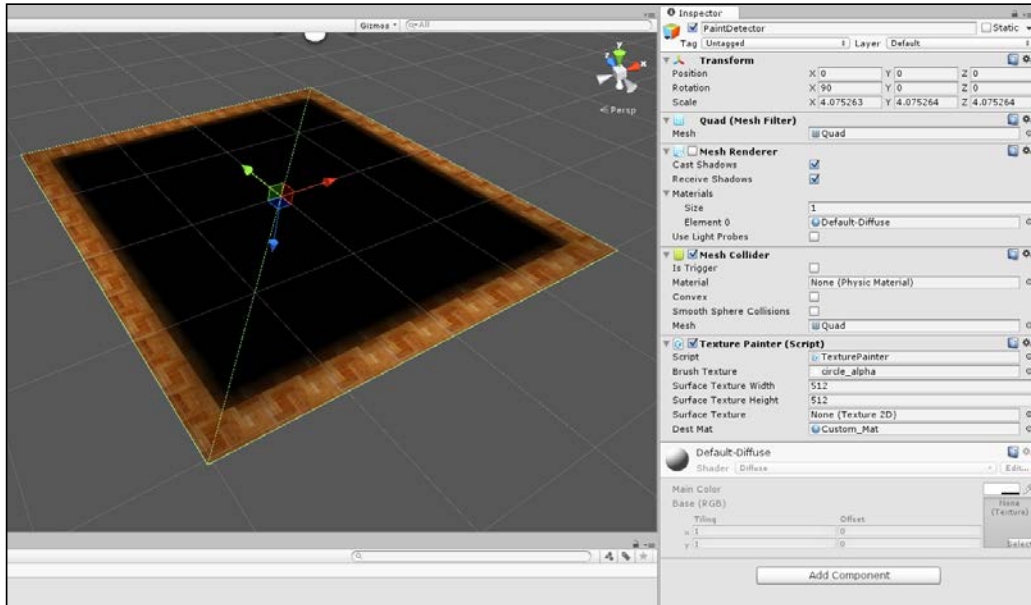 Gizmos
All
y
x
Persp
Inspector
PaintDetector
Static
Tag Untagged Layer Default
Transform
Position X 0 Y 0 Z 0
Rotation X 90 Y 0 Z 0
Scale X 4.075263 Y 4.075264 Z 4.075264
Quad (Mesh Filter)
Mesh Quad
Mesh Renderer
Cast Shadows
Receive Shadows
Materials
Size 1
Element 0 Default-Diffuse
Use Light Probes
Mesh Collider
Is Trigger
Material None (Physic Material)
Convex
Smooth Sphere Collisions
Mesh Quad
Texture Painter (Script)
Script TexturePainter
Brush Texture circle_alpha
Surface Texture Width 512
Surface Texture Height 512
Surface Texture None (Texture 2D)
Dest Mat Custom_Mat
Default-Diffuse
Shader Diffuse Edit...
Main Color
Base (RGB) None
(Texture)
Tiling Offset
x 1 0
y 1 0 Select
Add Component